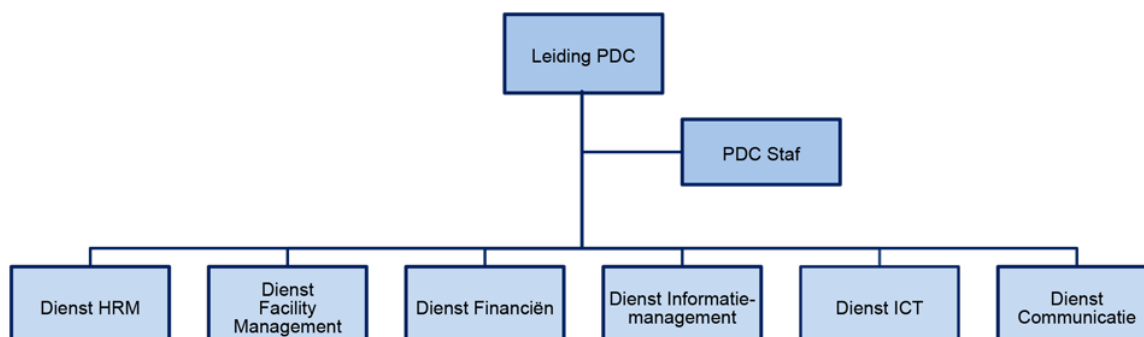 Leiding PDC
PDC Staf
Dienst HRM
Dienst
Facility
Management
Dienst Financiën
Dienst Informatie-
management
Dienst ICT
Dienst
Communicatie